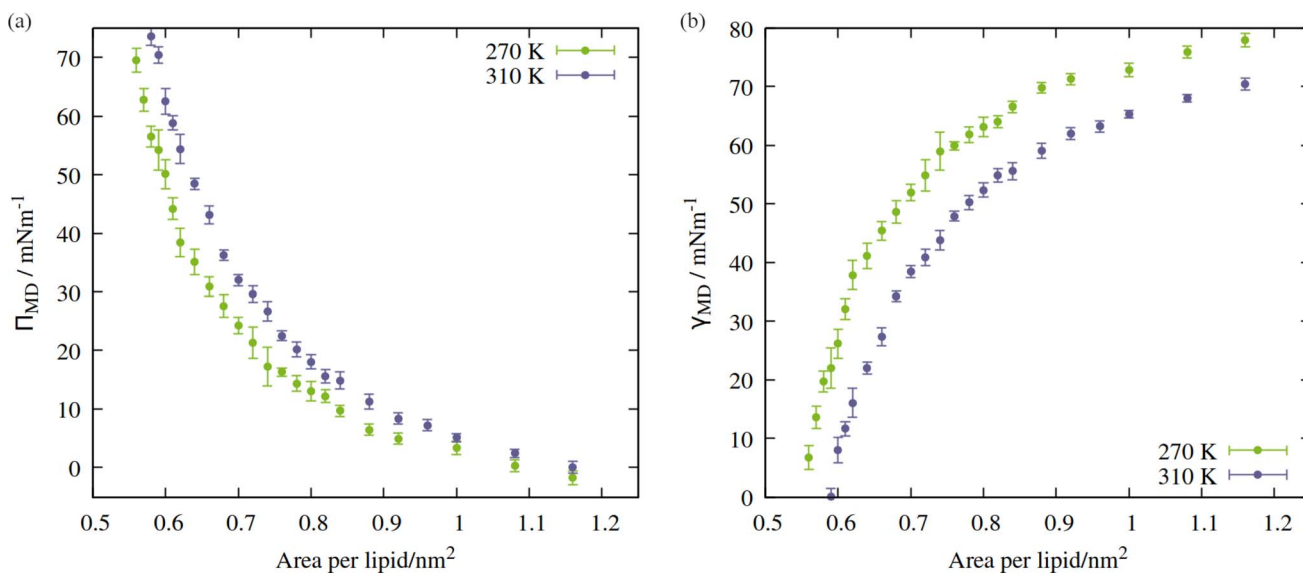 (a)
70
60
50
40
30
20
10
0
Π_MD / mNm⁻¹
270 K
310 K
0.5 0.6 0.7 0.8 0.9 1 1.1 1.2
Area per lipid/nm²
(b)
80
70
60
50
40
30
20
10
0
γ_MD / mNm⁻¹
270 K
310 K
0.5 0.6 0.7 0.8 0.9 1 1.1 1.2
Area per lipid/nm²